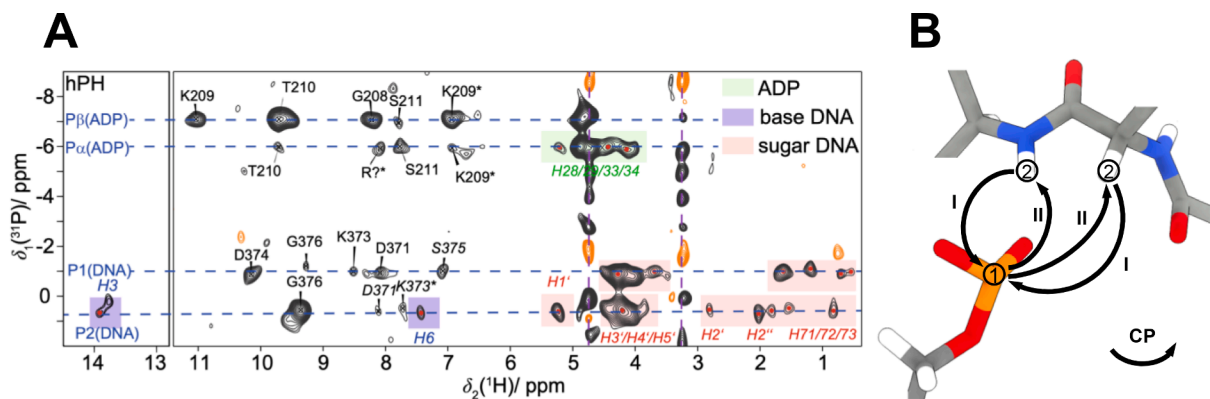 A
B
hPH
ADP
base DNA
sugar DNA
K209
T210
G208
S211
K209*
Pβ(ADP)
Pα(ADP)
T210
R?*
S211
K209*
H28/29/33/34
D374
G376
K373
D371
S375
P1(DNA)
H3
G376
D371
K373*
H1'
P2(DNA)
H6
H3'/H4'/H5'
H2'
H2''
H71/72/73
-8
-6
-4
-2
0
δ1(31P)/ ppm
14
13
11
10
9
8
7
6
5
4
3
2
1
δ2(1H)/ ppm
2
2
I
II
II
I
1
CP